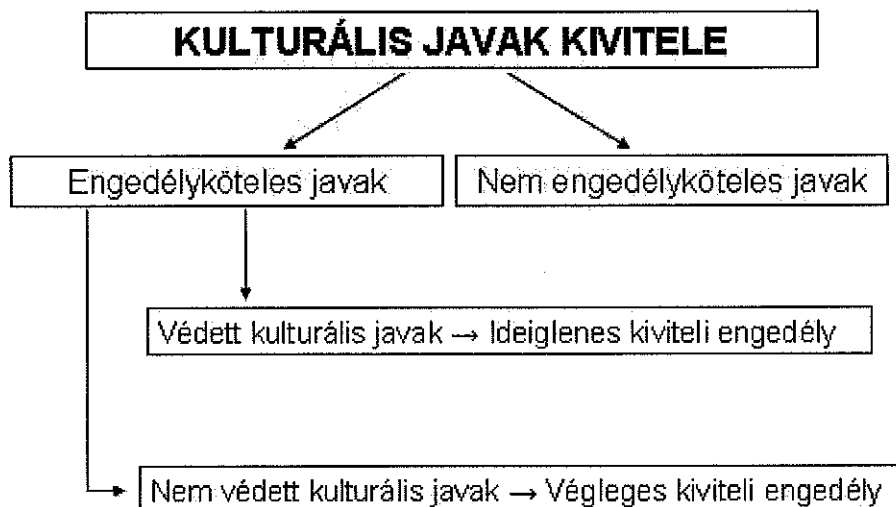 KULTURÁLIS JAVAK KIVITELE
Engedélyköteles javak
Nem engedélyköteles javak
Védett kulturális javak → Ideiglenes kiviteli engedély
Nem védett kulturális javak → Végleges kiviteli engedély